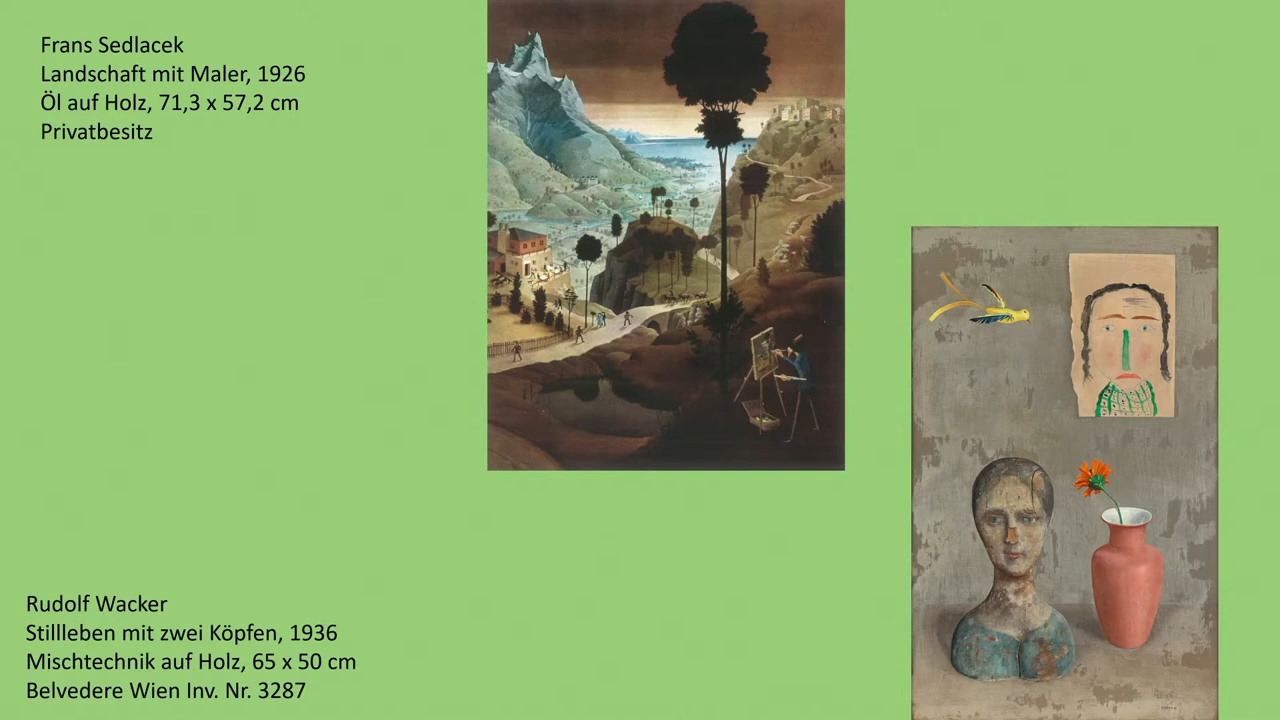 Frans Sedlacek
Landschaft mit Maler, 1926
Öl auf Holz, 71,3 x 57,2 cm
Privatbesitz
Rudolf Wacker
Stillleben mit zwei Köpfen, 1936
Mischtechnik auf Holz, 65 x 50 cm
Belvedere Wien Inv. Nr. 3287